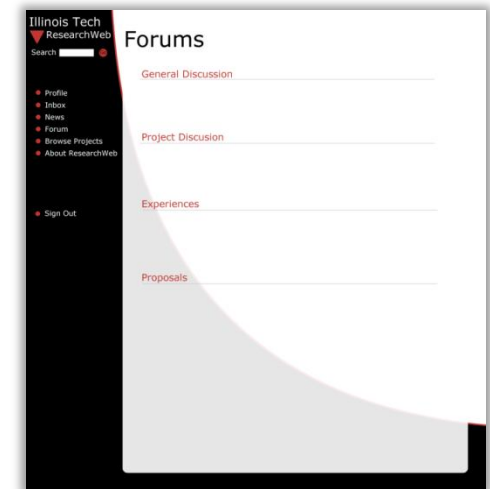 Illinois Tech
ResearchWeb
Search
Profile
Inbox
News
Forum
Browse Projects
About ResearchWeb
Sign Out
Forums
General Discussion
Project Discusion
Experiences
Proposals